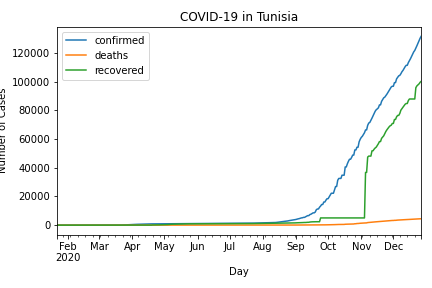 COVID-19 in Tunisia
confirmed
deaths
recovered
Number of Cases
120000
100000
80000
60000
40000
20000
0
Feb Mar Apr May Jun Jul Aug Sep Oct Nov Dec
2020
Day